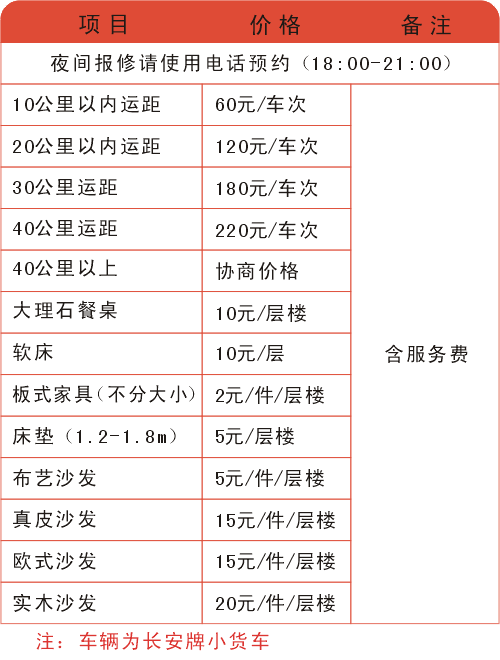 项目 价格 备注
夜间报修请使用电话预约（18:00-21:00）
10公里以内运距 60元/车次
20公里以内运距 120元/车次
30公里运距 180元/车次
40公里运距 220元/车次
40公里以上 协商价格
大理石餐桌 10元/层楼
软床 10元/层 含服务费
板式家具（不分大小） 2元/件/层楼
床垫（1.2-1.8m） 5元/层楼
布艺沙发 5元/件/层楼
真皮沙发 15元/件/层楼
欧式沙发 15元/件/层楼
实木沙发 20元/件/层楼
注：车辆为长安牌小货车